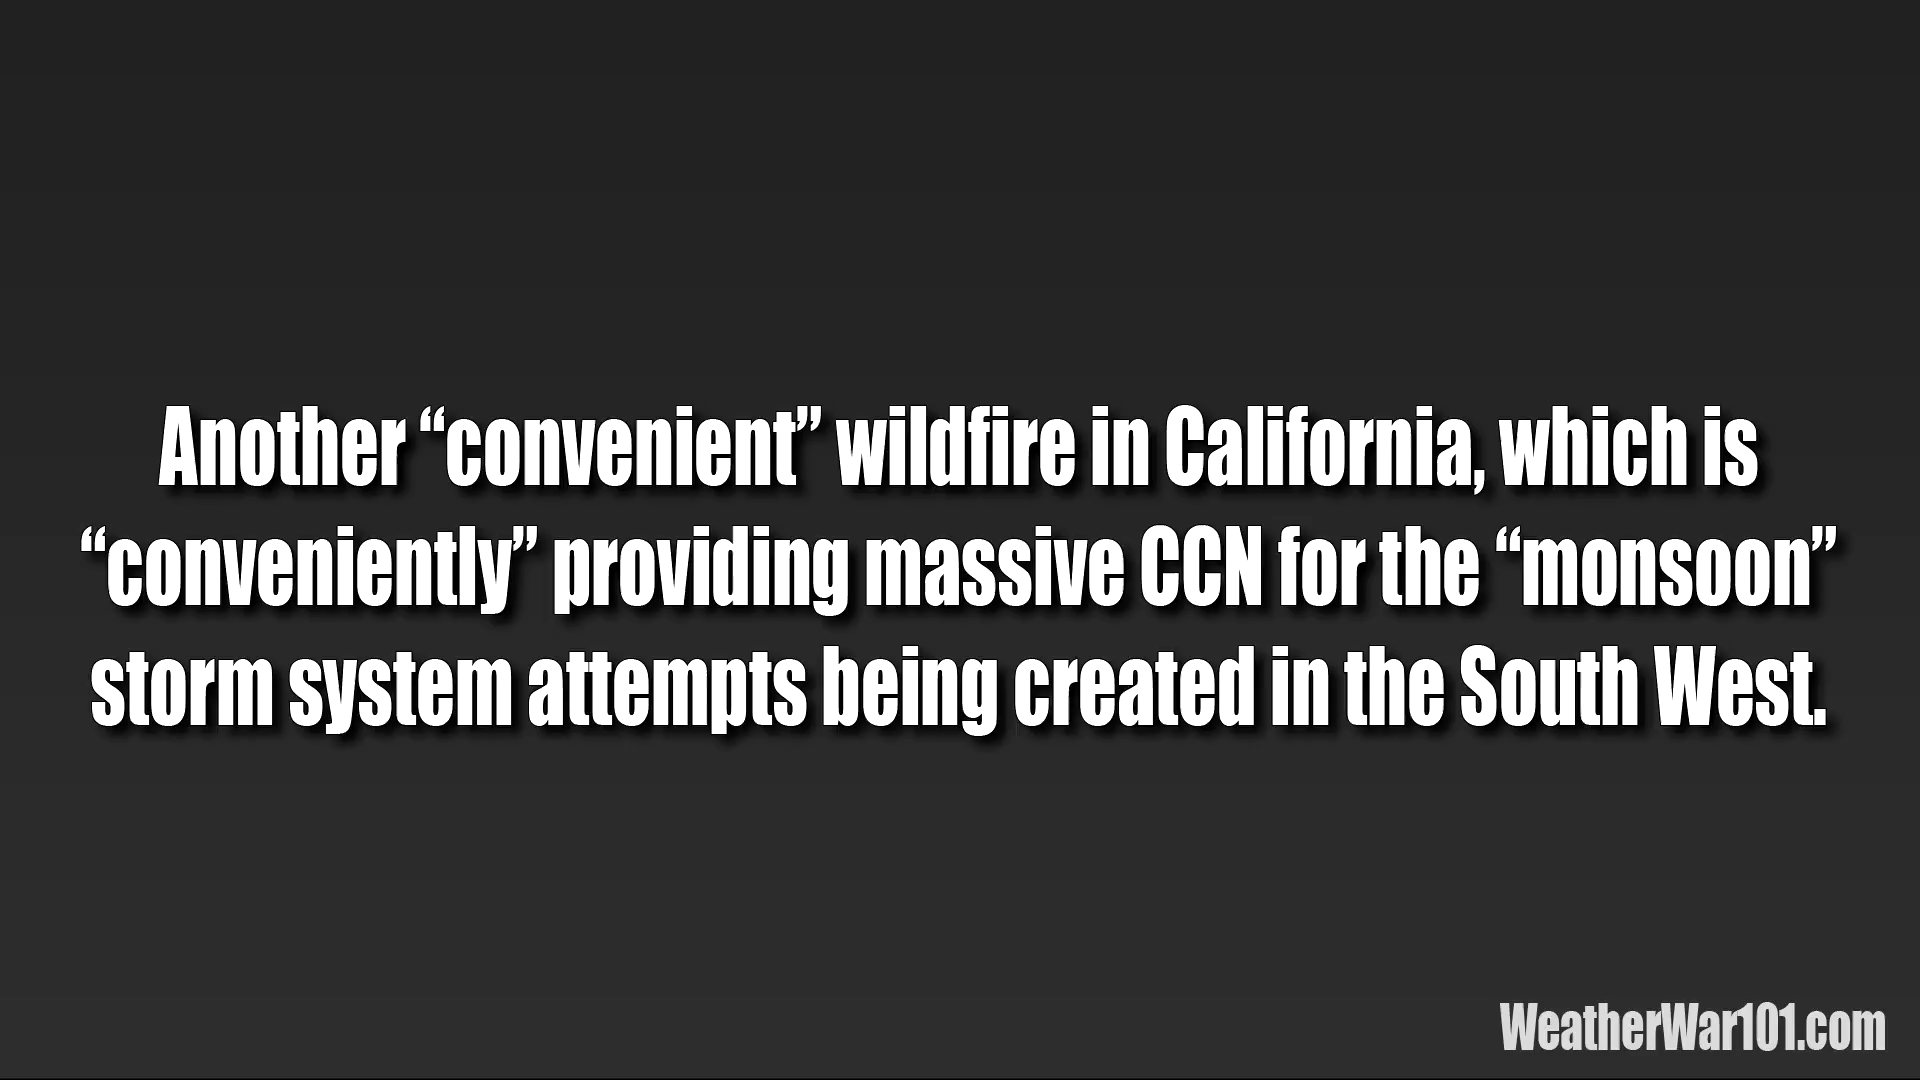 Another “convenient” wildfire in California, which is
“conveniently” providing massive CCN for the “monsoon”
storm system attempts being created in the South West.
WeatherWar101.com